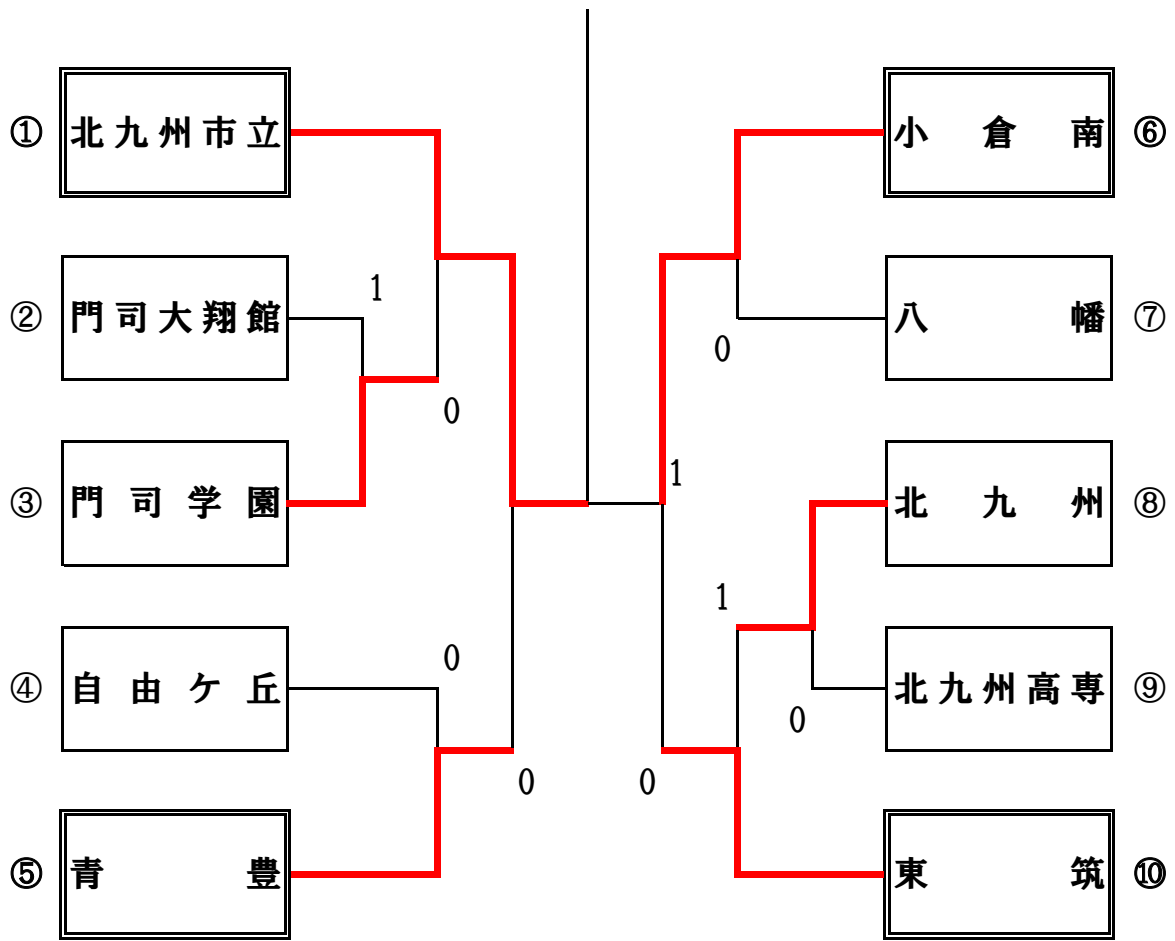 ① 北九州市立
② 門司大翔館
1
③ 門司学園
0
④ 自由ケ丘
0
⑤ 青豊
0
小倉南 ⑥
八幡 ⑦
0
1
北九州 ⑧
1
北九州高専 ⑨
0
0
東筑 ⑩